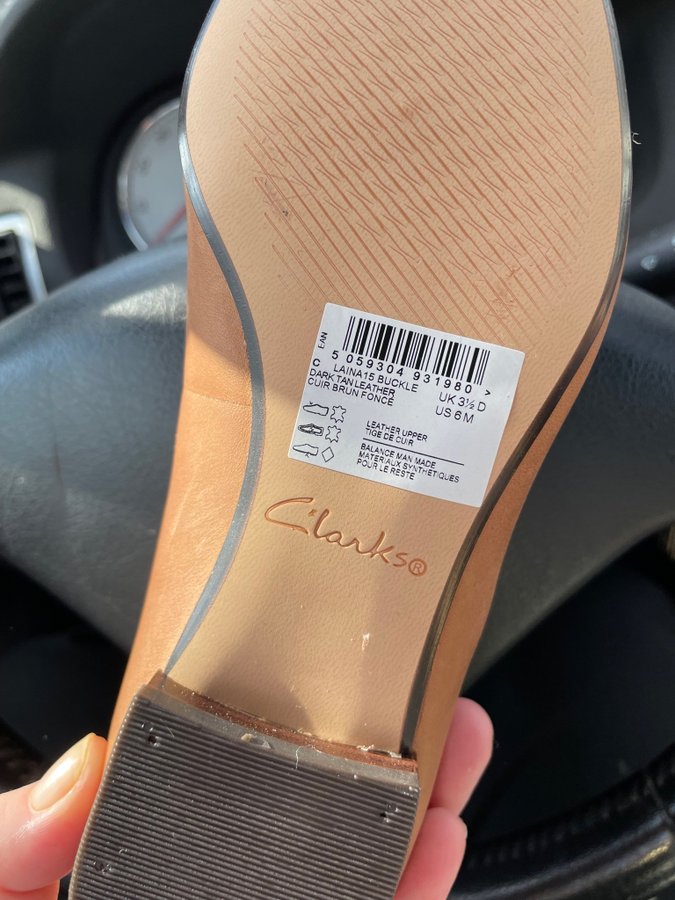 EAN
5 059304 931980 >
C LAINA15 BUCKLE UK 3½ D
DARK TAN LEATHER US 6 M
CUIR BRUN FONCE
LEATHER UPPER
TIGE DE CUIR
BALANCE MAN MADE
MATERIAUX SYNTHETIQUES
POUR LE RESTE
Clarks®